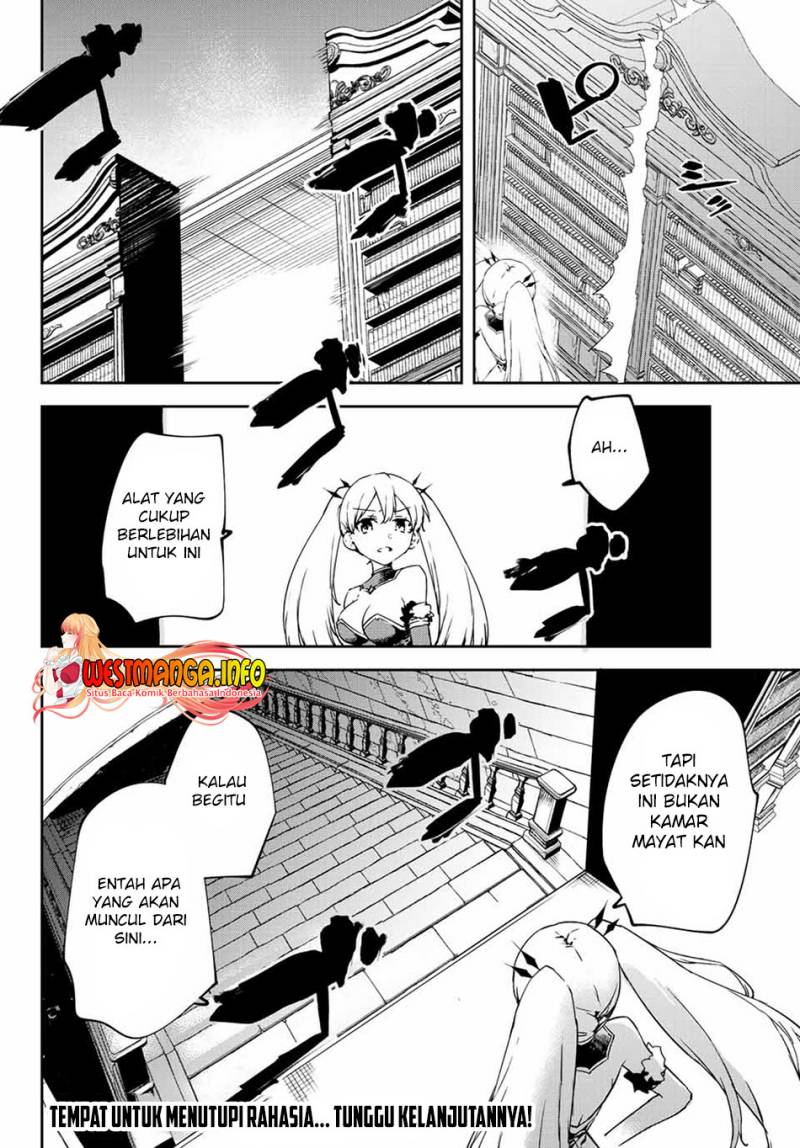 AH...
ALAT YANG
CUKUP
BERLEBIHAN
UNTUK INI
WESTMANGA.INFO
Situs Baca Komik Berbahasa Indonesia
TAPI
SETIDAKNYA
INI BUKAN
KAMAR
MAYAT KAN
KALAU
BEGITU
ENTAH APA
YANG AKAN
MUNCUL DARI
SINI...
TEMPAT UNTUK MENUTUPI RAHASIA... TUNGGU KELANJUTANNYA!